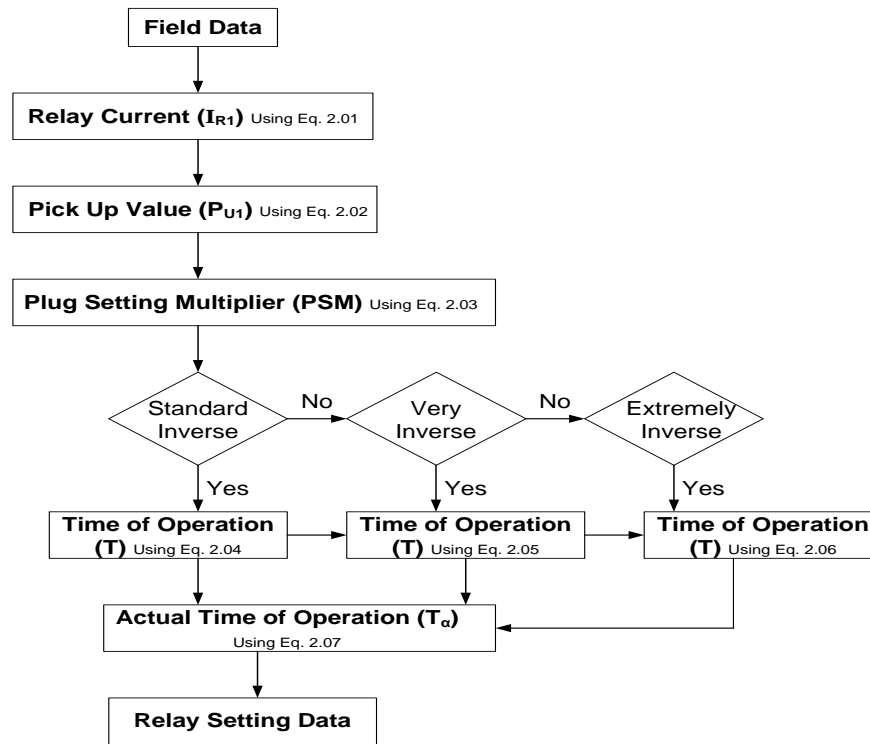 Field Data
Relay Current (I_R1) Using Eq. 2.01
Pick Up Value (P_U1) Using Eq. 2.02
Plug Setting Multiplier (PSM) Using Eq. 2.03
Standard
Inverse
No
Very
Inverse
No
Extremely
Inverse
Yes
Yes
Yes
Time of Operation
(T) Using Eq. 2.04
Time of Operation
(T) Using Eq. 2.05
Time of Operation
(T) Using Eq. 2.06
Actual Time of Operation (T_α)
Using Eq. 2.07
Relay Setting Data